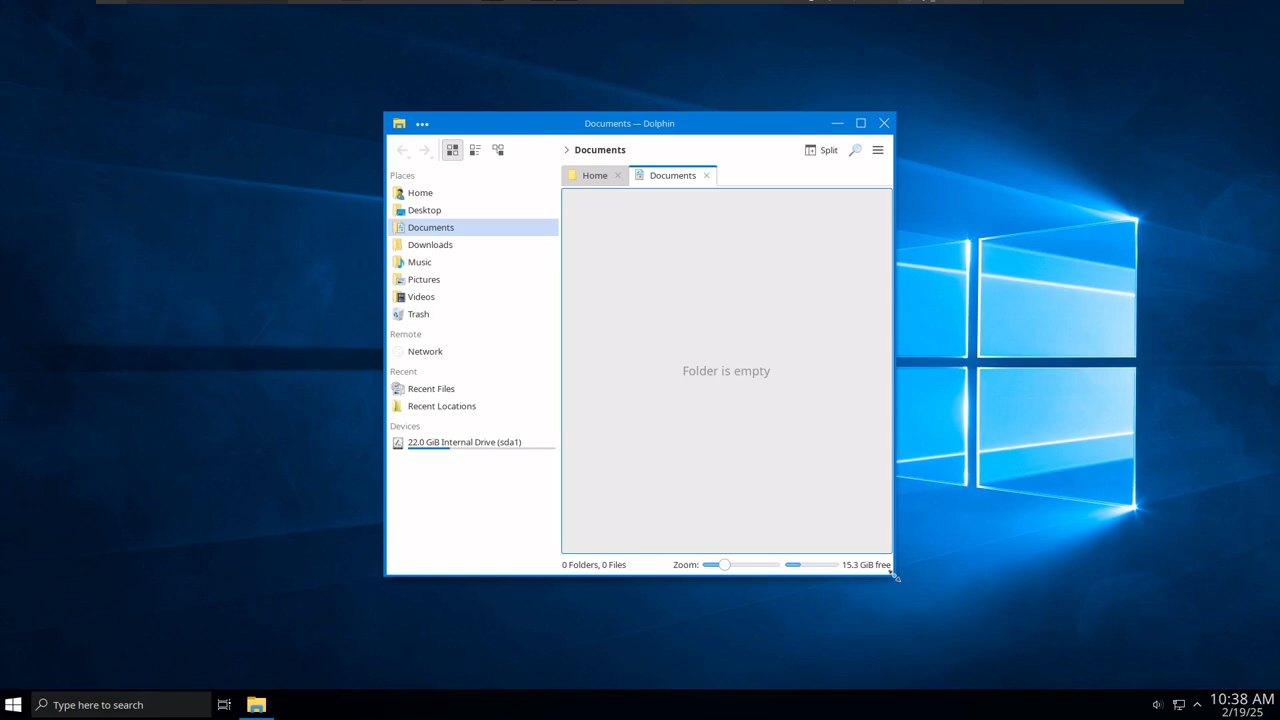 Documents — Dolphin
Documents
Split
Home
Documents
Places
Home
Desktop
Documents
Downloads
Music
Pictures
Videos
Trash
Remote
Network
Recent
Recent Files
Recent Locations
Devices
22.0 GiB Internal Drive (sda1)
Folder is empty
0 Folders, 0 Files
Zoom:
15.3 GiB free
Type here to search
10:38 AM
2/19/25